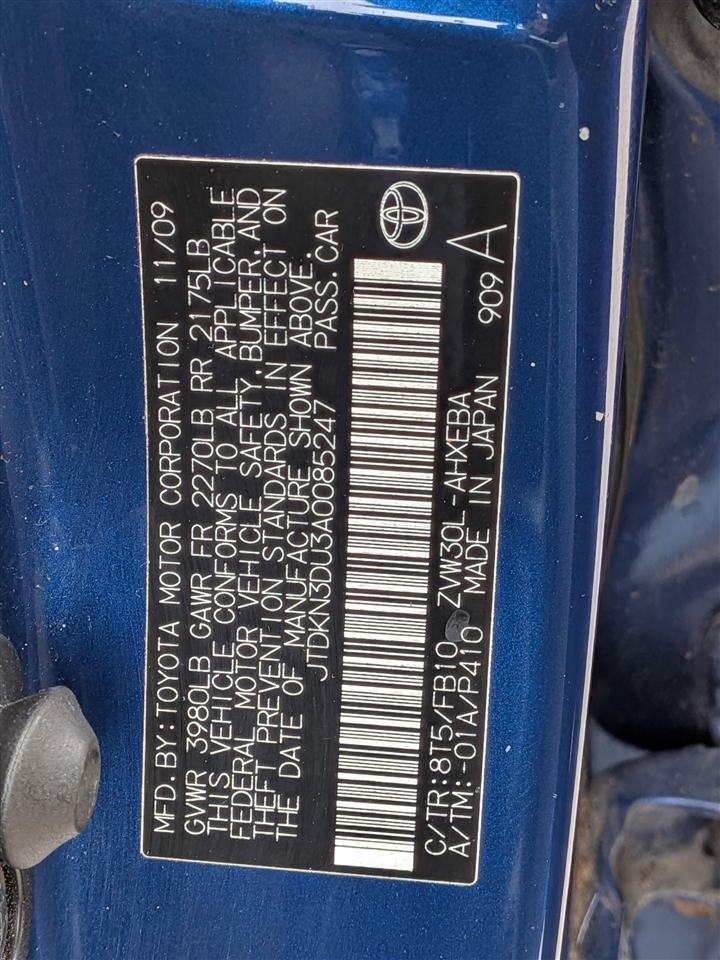 MFD.BY:TOYOTA MOTOR CORPORATION 11/09
GVWR 3980LB GAWR FR 2270LB RR 2175LB
THIS VEHICLE CONFORMS TO ALL APPLICABLE
FEDERAL MOTOR VEHICLE SAFETY,BUMPER,AND
THEFT PREVENTION STANDARDS IN EFFECT ON
THE DATE OF MANUFACTURE SHOWN ABOVE.
JTDKN3DU3A0085247 PASS.CAR
C/TR:8T5/FB10 ZVW30L-AHXEBA 909 A
A/TM:-01A/P410 MADE IN JAPAN